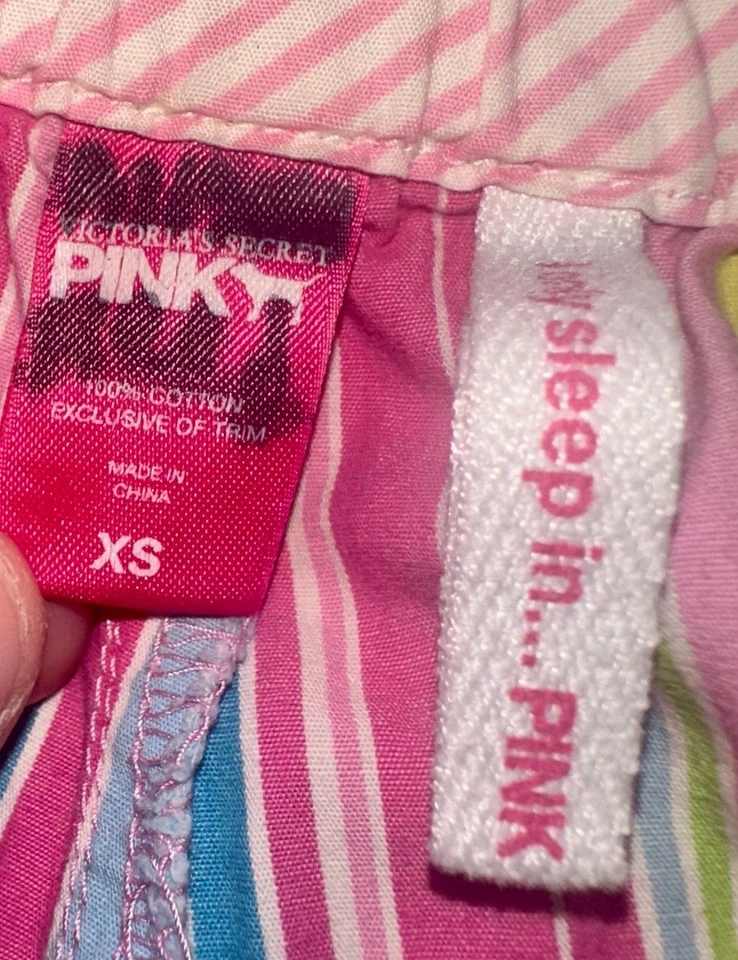 VICTORIA'S SECRET
PINK
100% COTTON
EXCLUSIVE OF TRIM
MADE IN
CHINA
XS
sleep in... PINK